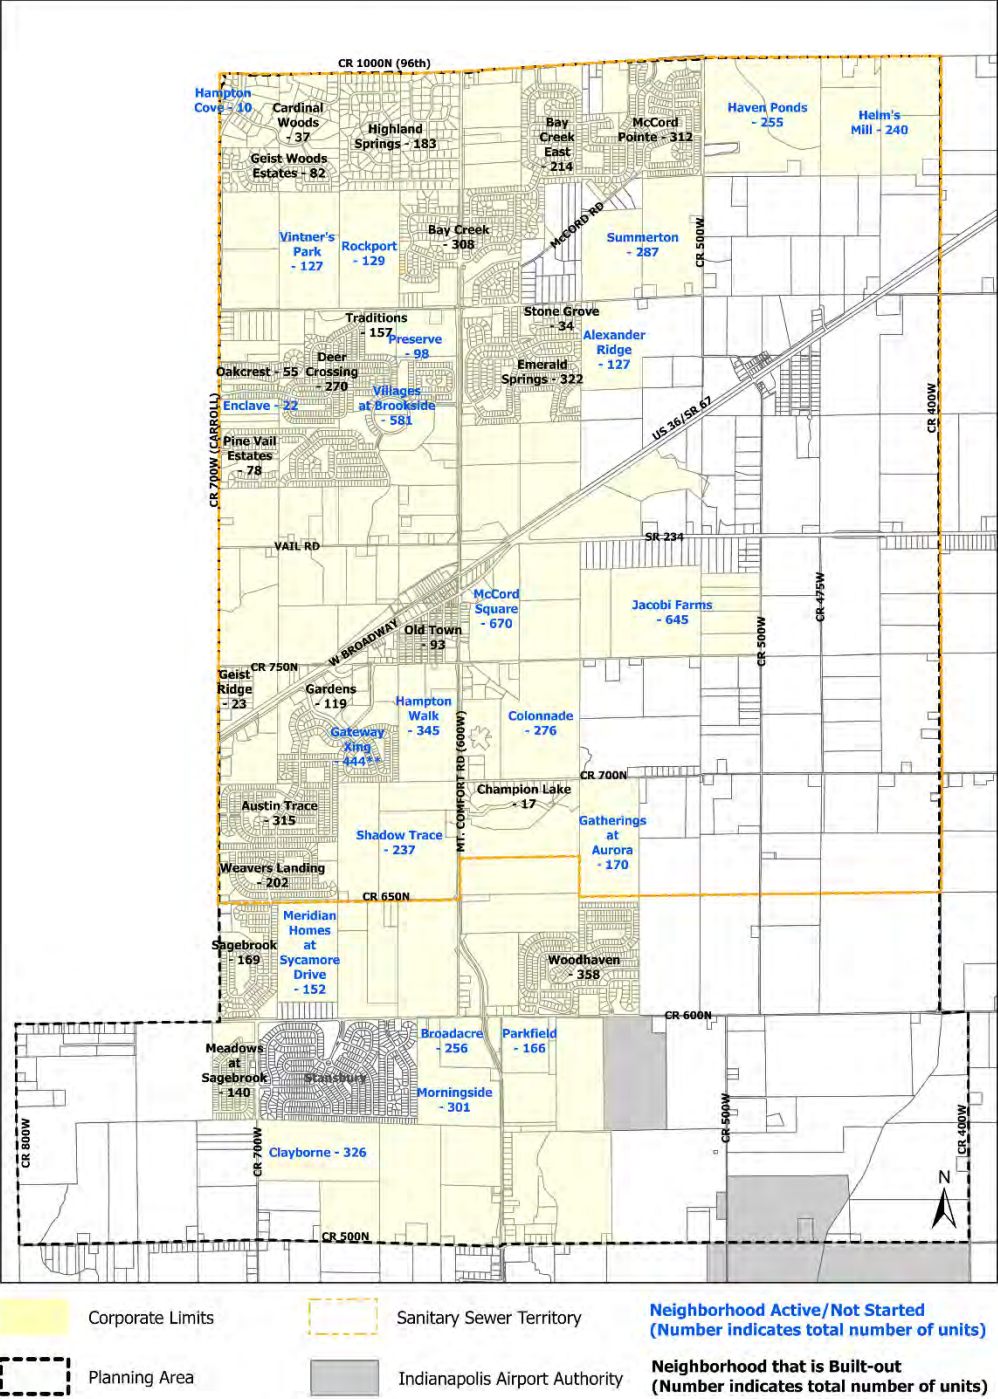 CR 1000N (96th)
Hampton
Cove - 10
Cardinal
Woods
- 37
Highland
Springs - 183
Geist Woods
Estates - 82
Bay
Creek
East
- 214
McCord
Pointe - 312
Haven Ponds
- 255
Helm's
Mill - 240
Vintner's
Park
- 127
Rockport
- 129
Bay Creek
- 308
McCORD RD
Summerton
- 287
CR 500W
Traditions
- 157
Preserve
- 98
Stone Grove
- 34
Alexander
Ridge
- 127
Oakcrest - 55
Deer
Crossing
- 270
Emerald
Springs - 322
Enclave - 22
Villages
at Brookside
- 581
US 36/SR 67
CR 400W
CR 700W (CARROLL)
Pine Vail
Estates
- 78
VAIL RD
SR 234
McCord
Square
- 670
Jacobi Farms
- 645
CR 475W
CR 500W
Old Town
- 93
W BROADWAY
CR 750N
Geist
Ridge
- 23
Gardens
- 119
Hampton
Walk
- 345
Gateway
Xing
- 444**
Colonnade
- 276
MT. COMFORT RD (600W)
CR 700N
Champion Lake
- 17
Austin Trace
- 315
Shadow Trace
- 237
Gatherings
at
Aurora
- 170
Weavers Landing
- 202
CR 650N
Sagebrook
- 169
Meridian
Homes
at
Sycamore
Drive
- 152
Woodhaven
- 358
CR 600N
Meadows
at
Sagebrook
- 140
Stansbury
Broadacre
- 256
Parkfield
- 166
Morningside
- 301
CR 800W
CR 700W
Clayborne - 326
CR 500W
CR 400W
CR 500N
N
Corporate Limits
Sanitary Sewer Territory
Neighborhood Active/Not Started
(Number indicates total number of units)
Planning Area
Indianapolis Airport Authority
Neighborhood that is Built-out
(Number indicates total number of units)